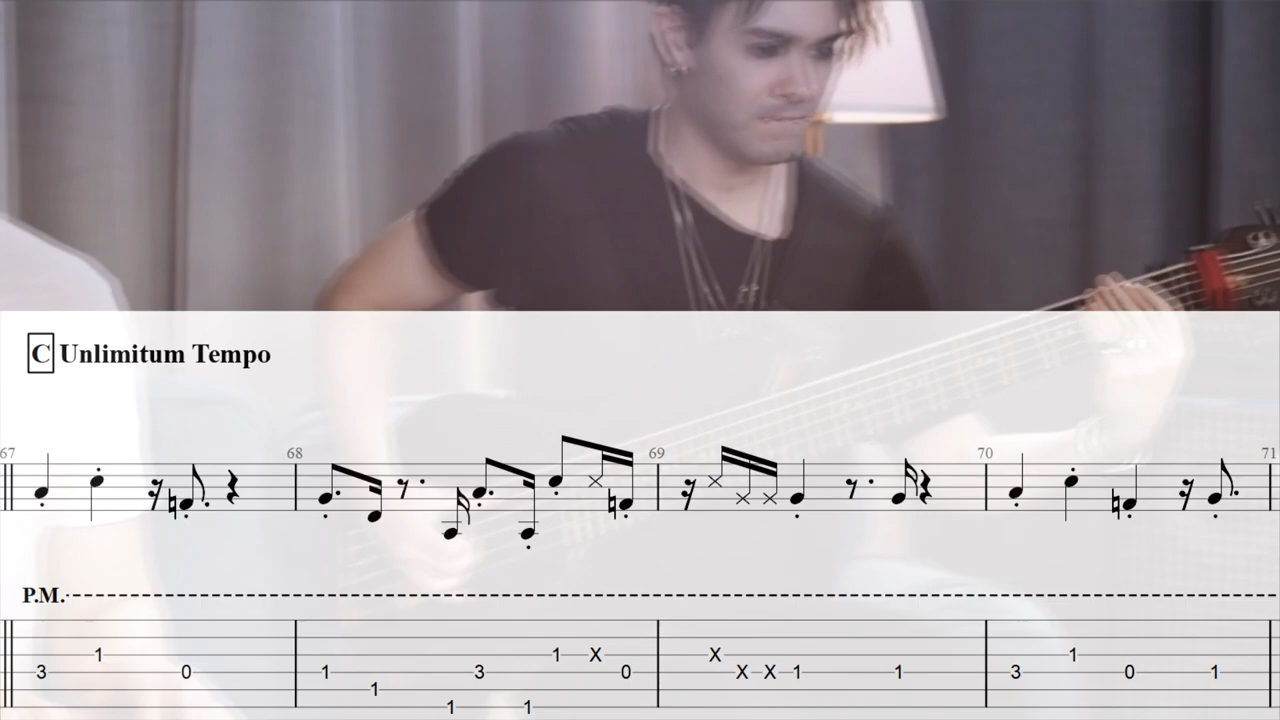 C Unlimitum Tempo
67 68 69 70 71
P.M.
1 1 X X 1
3 0 1 3 0 X X 1 1 3 0 1
1
1 1